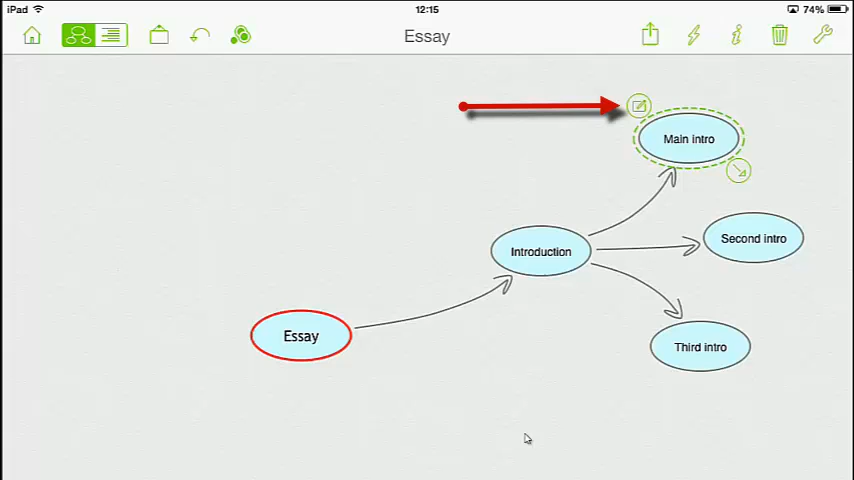 iPad 12:15 74%
Essay
Main intro
Second intro
Introduction
Essay
Third intro